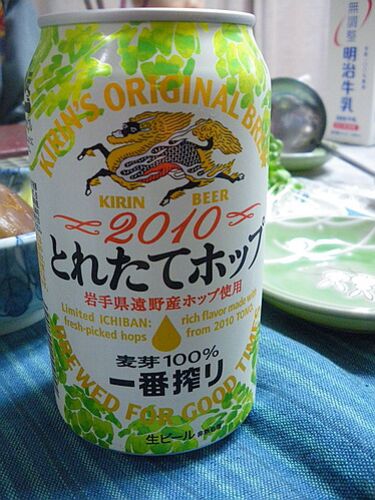 KIRIN'S ORIGINAL BREW
KIRIN BEER
2010
とれたてホップ
岩手県遠野産ホップ使用
Limited ICHIBAN:
fresh-picked hops
rich flavor made with
from 2010 TONO
麦芽100%
一番搾り
BREWED FOR GOOD TIMES
生ビール
無調整
明治牛乳